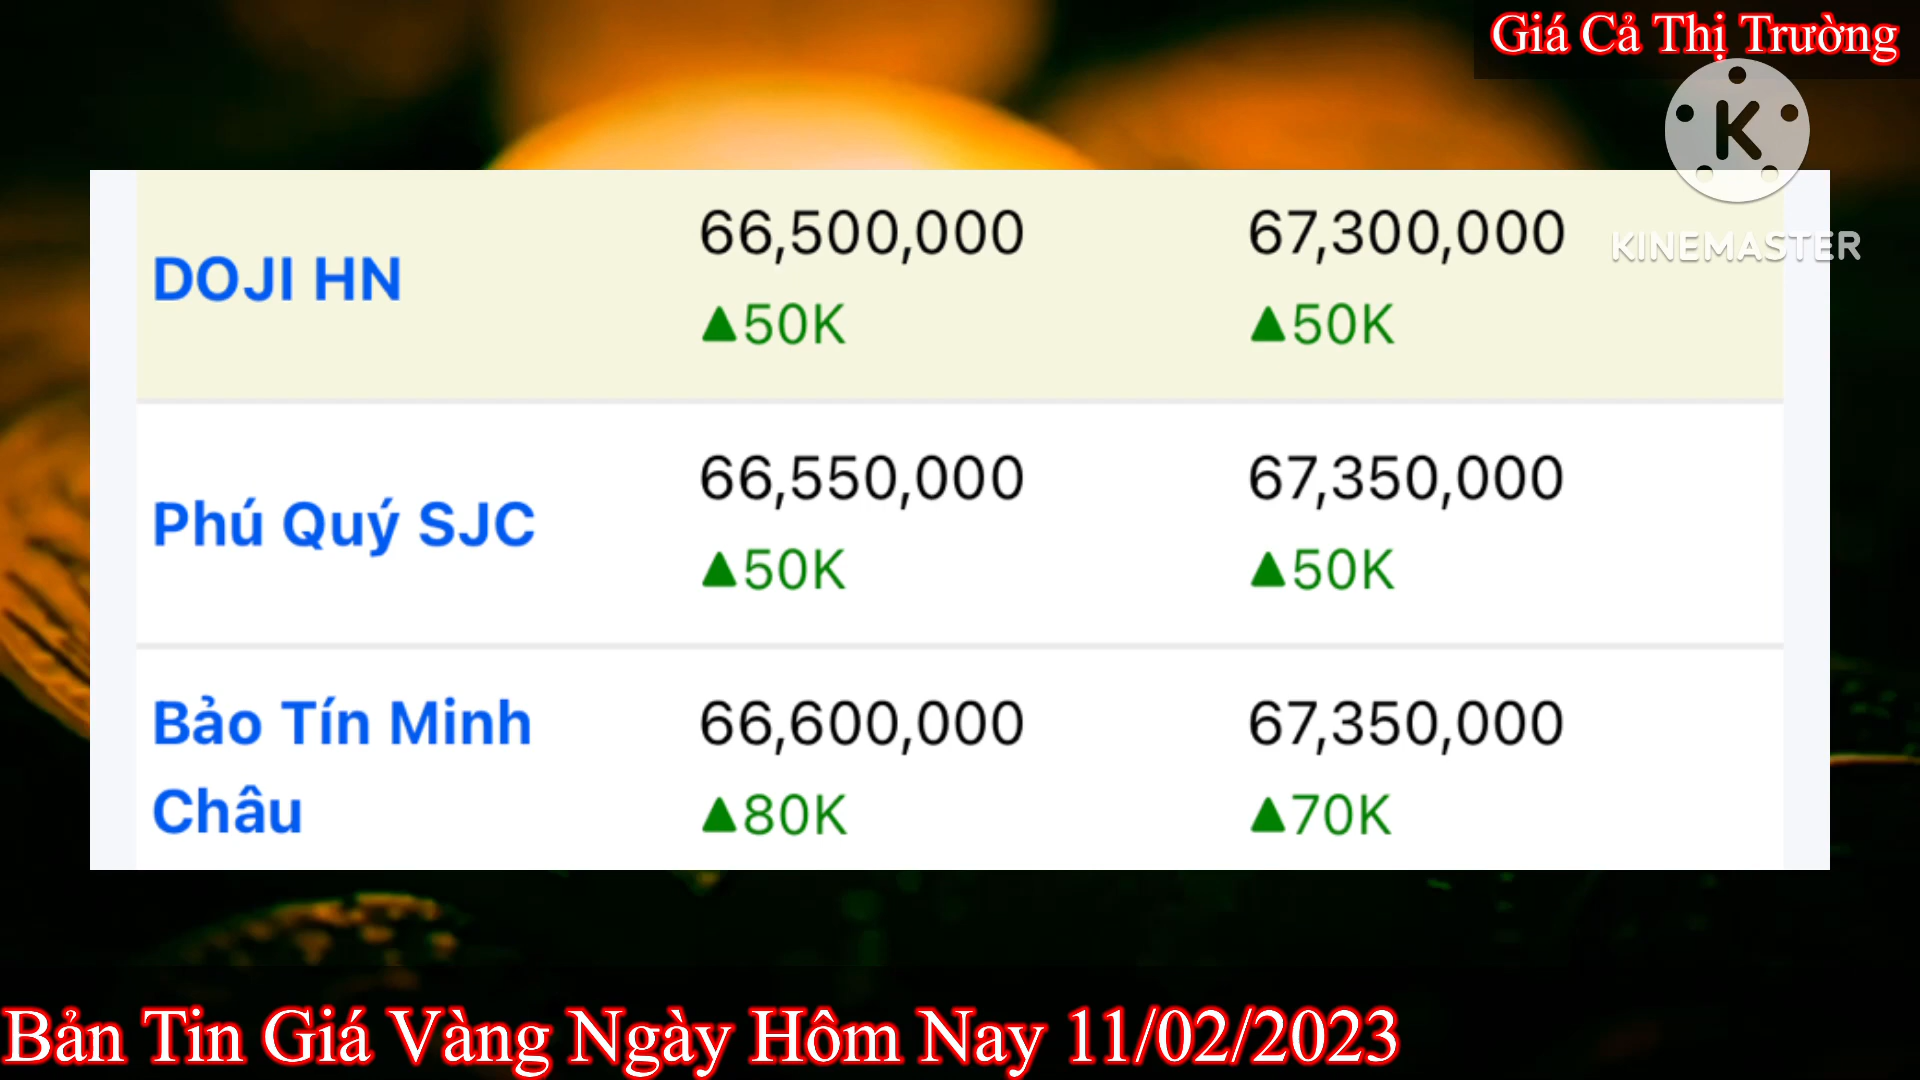 Giá Cả Thị Trường
K
KINEMASTER
DOJI HN
66,500,000
67,300,000
▲50K
▲50K
Phú Quý SJC
66,550,000
67,350,000
▲50K
▲50K
Bảo Tín Minh
Châu
66,600,000
67,350,000
▲80K
▲70K
Bản Tin Giá Vàng Ngày Hôm Nay 11/02/2023